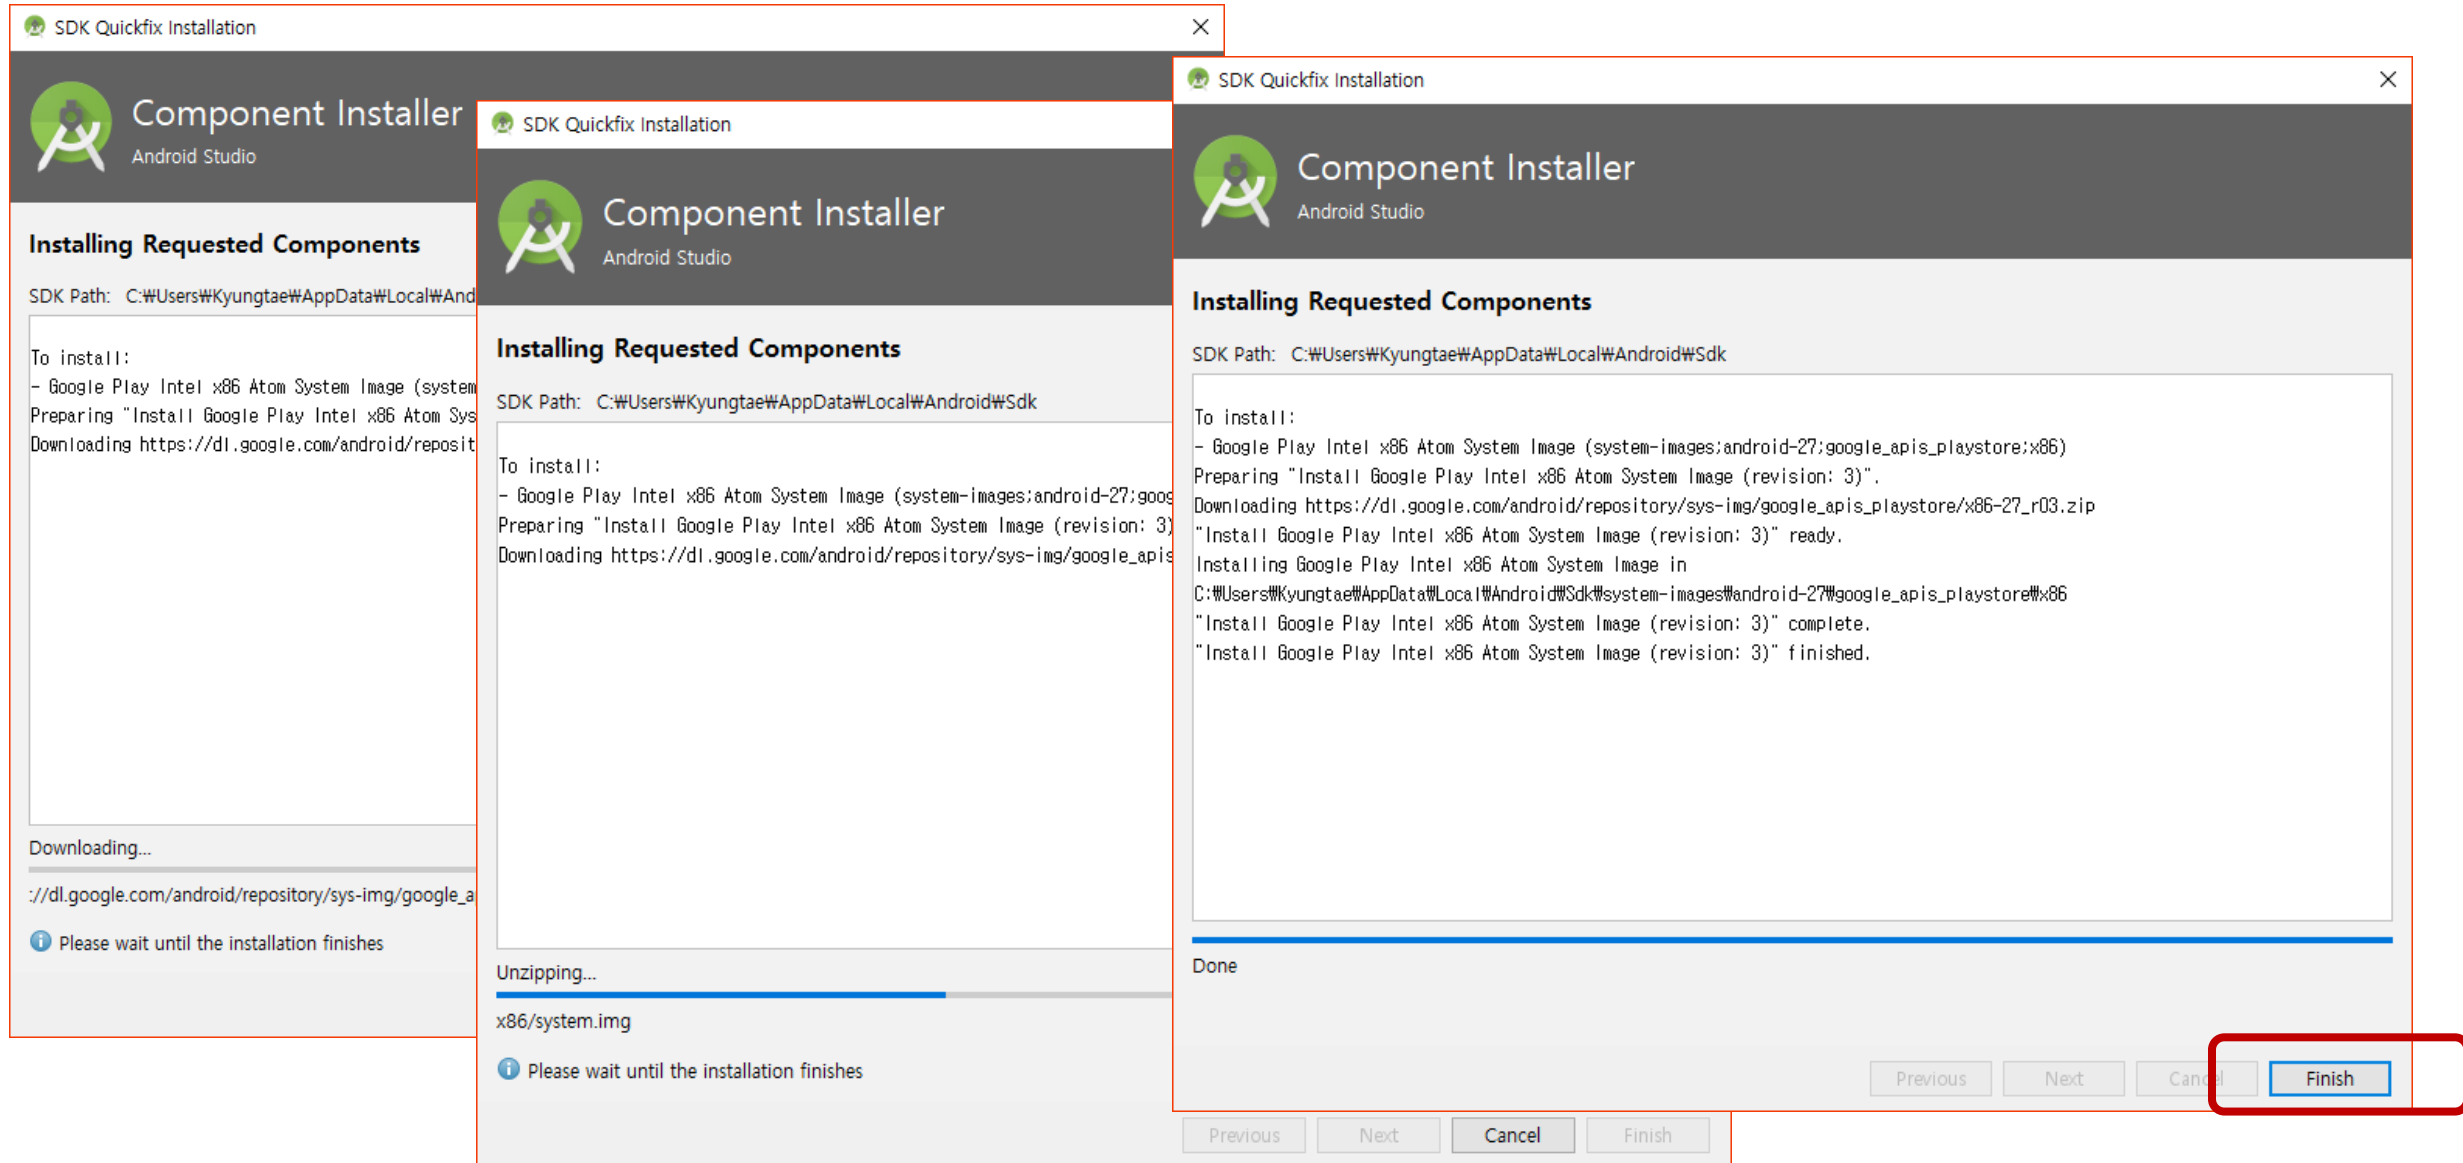 SDK Quickfix Installation
Component Installer
Android Studio
Installing Requested Components
SDK Path: C:₩Users₩Kyungtae₩AppData₩Local₩And
To install:
- Google Play Intel x86 Atom System Image (system
Preparing "Install Google Play Intel x86 Atom Sys
Downloading https://dl.google.com/android/reposit
Downloading...
://dl.google.com/android/repository/sys-img/google_a
Please wait until the installation finishes
SDK Quickfix Installation
Component Installer
Android Studio
Installing Requested Components
SDK Path: C:₩Users₩Kyungtae₩AppData₩Local₩Android₩Sdk
To install:
- Google Play Intel x86 Atom System Image (system-images;android-27;goog
Preparing "Install Google Play Intel x86 Atom System Image (revision: 3)
Downloading https://dl.google.com/android/repository/sys-img/google_apis
Unzipping...
x86/system.img
Please wait until the installation finishes
Previous Next Cancel Finish
SDK Quickfix Installation
Component Installer
Android Studio
Installing Requested Components
SDK Path: C:₩Users₩Kyungtae₩AppData₩Local₩Android₩Sdk
To install:
- Google Play Intel x86 Atom System Image (system-images;android-27;google_apis_playstore;x86)
Preparing "Install Google Play Intel x86 Atom System Image (revision: 3)".
Downloading https://dl.google.com/android/repository/sys-img/google_apis_playstore/x86-27_r03.zip
"Install Google Play Intel x86 Atom System Image (revision: 3)" ready.
Installing Google Play Intel x86 Atom System Image in
C:₩Users₩Kyungtae₩AppData₩Local₩Android₩Sdk₩system-images₩android-27₩google_apis_playstore₩x86
"Install Google Play Intel x86 Atom System Image (revision: 3)" complete.
"Install Google Play Intel x86 Atom System Image (revision: 3)" finished.
Done
Previous Next Cancel Finish